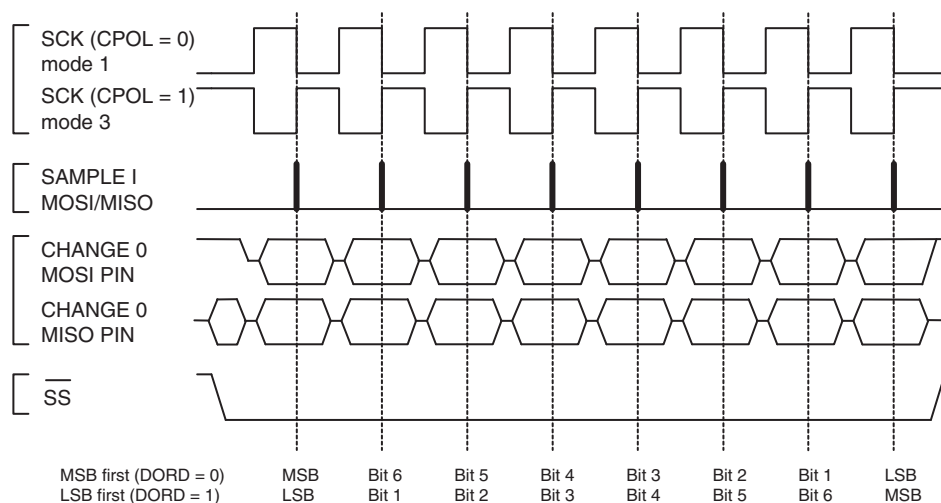 SCK (CPOL = 0)
mode 1
SCK (CPOL = 1)
mode 3
SAMPLE I
MOSI/MISO
CHANGE 0
MOSI PIN
CHANGE 0
MISO PIN
SS
MSB first (DORD = 0) MSB Bit 6 Bit 5 Bit 4 Bit 3 Bit 2 Bit 1 LSB
LSB first (DORD = 1) LSB Bit 1 Bit 2 Bit 3 Bit 4 Bit 5 Bit 6 MSB